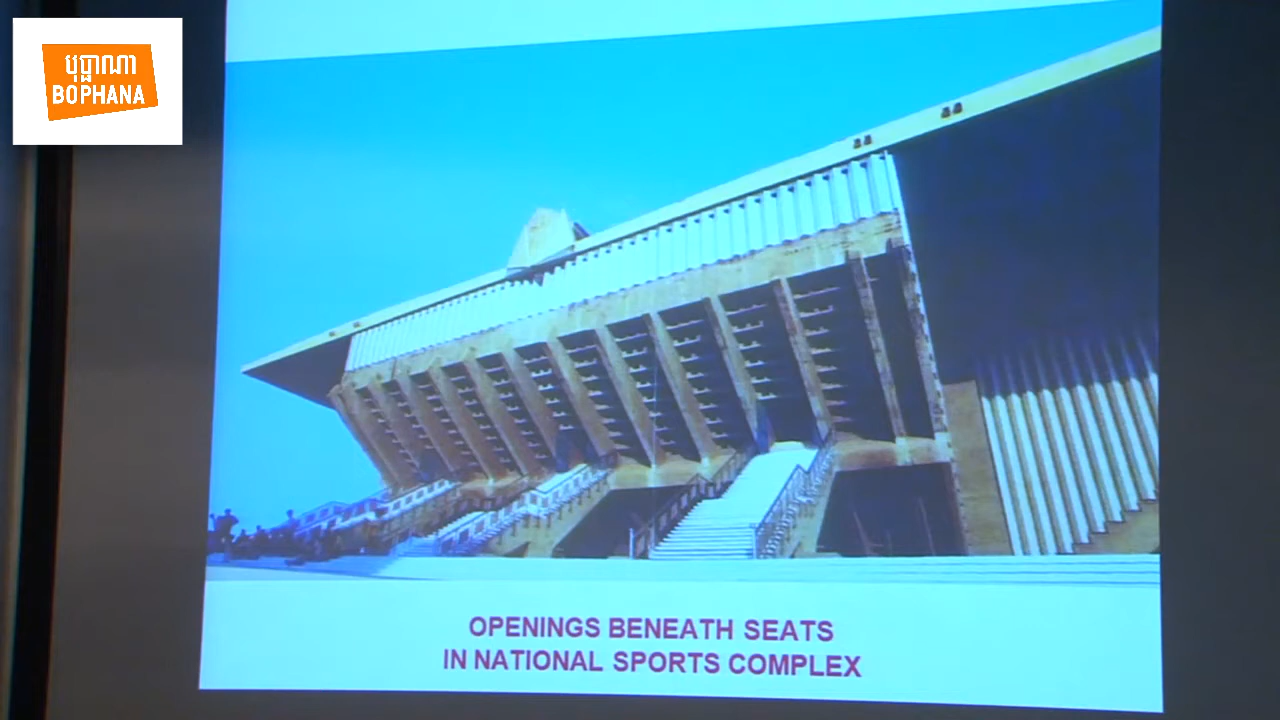 បុប្ផាណា
BOPHANA
OPENINGS BENEATH SEATS
IN NATIONAL SPORTS COMPLEX